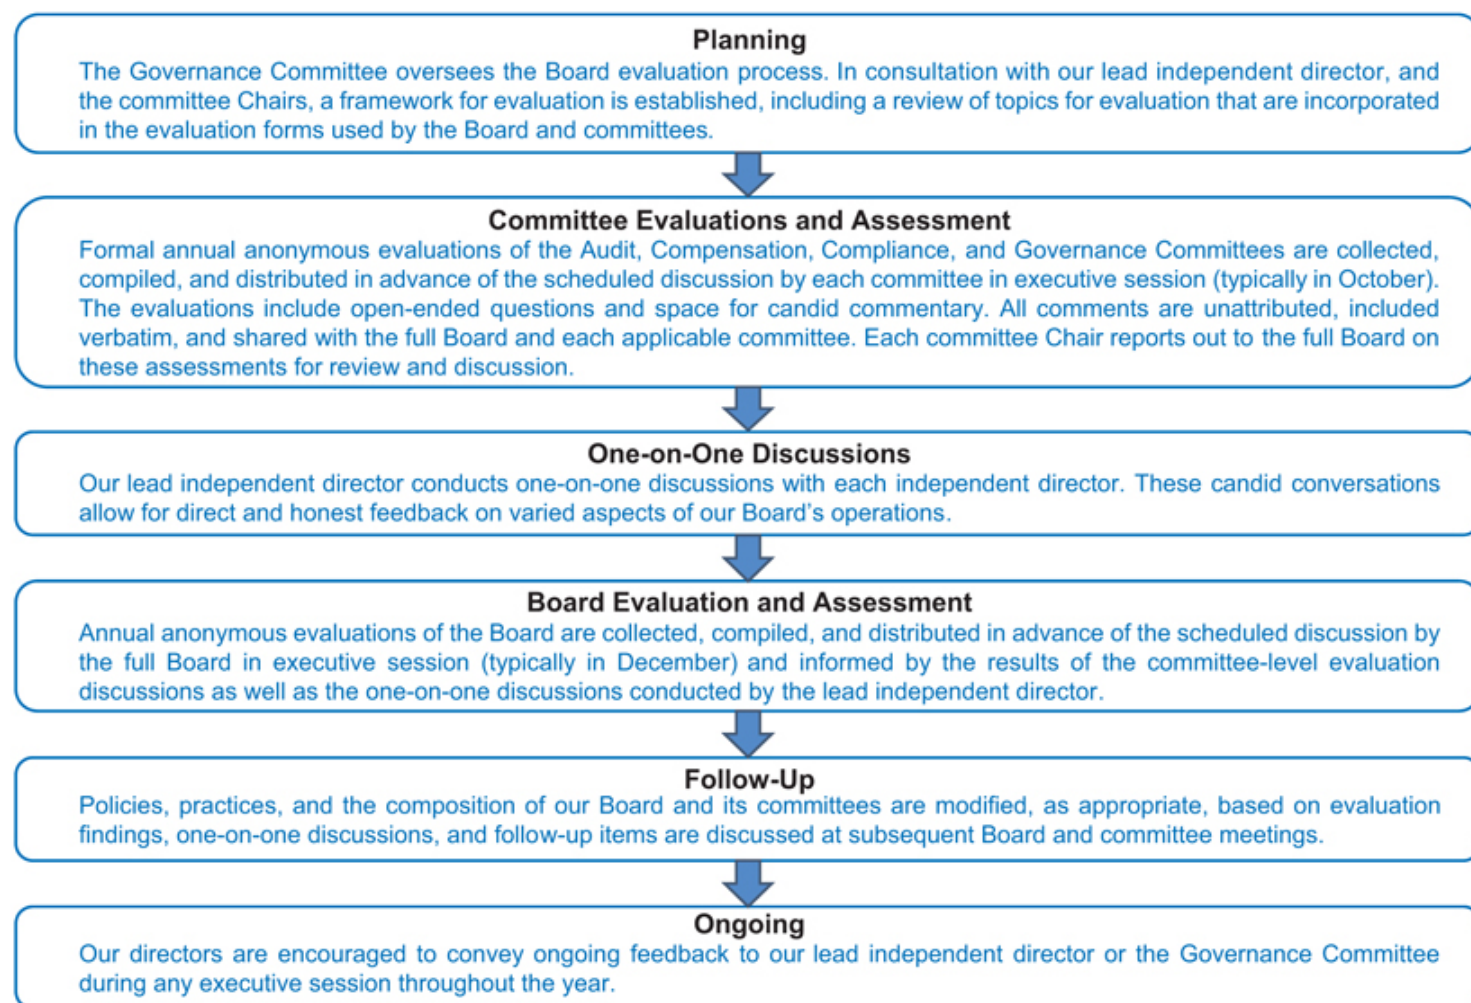 Planning
The Governance Committee oversees the Board evaluation process. In consultation with our lead independent director, and
the committee Chairs, a framework for evaluation is established, including a review of topics for evaluation that are incorporated
in the evaluation forms used by the Board and committees.
Committee Evaluations and Assessment
Formal annual anonymous evaluations of the Audit, Compensation, Compliance, and Governance Committees are collected,
compiled, and distributed in advance of the scheduled discussion by each committee in executive session (typically in October).
The evaluations include open-ended questions and space for candid commentary. All comments are unattributed, included
verbatim, and shared with the full Board and each applicable committee. Each committee Chair reports out to the full Board on
these assessments for review and discussion.
One-on-One Discussions
Our lead independent director conducts one-on-one discussions with each independent director. These candid conversations
allow for direct and honest feedback on varied aspects of our Board's operations.
Board Evaluation and Assessment
Annual anonymous evaluations of the Board are collected, compiled, and distributed in advance of the scheduled discussion by
the full Board in executive session (typically in December) and informed by the results of the committee-level evaluation
discussions as well as the one-on-one discussions conducted by the lead independent director.
Follow-Up
Policies, practices, and the composition of our Board and its committees are modified, as appropriate, based on evaluation
findings, one-on-one discussions, and follow-up items are discussed at subsequent Board and committee meetings.
Ongoing
Our directors are encouraged to convey ongoing feedback to our lead independent director or the Governance Committee
during any executive session throughout the year.